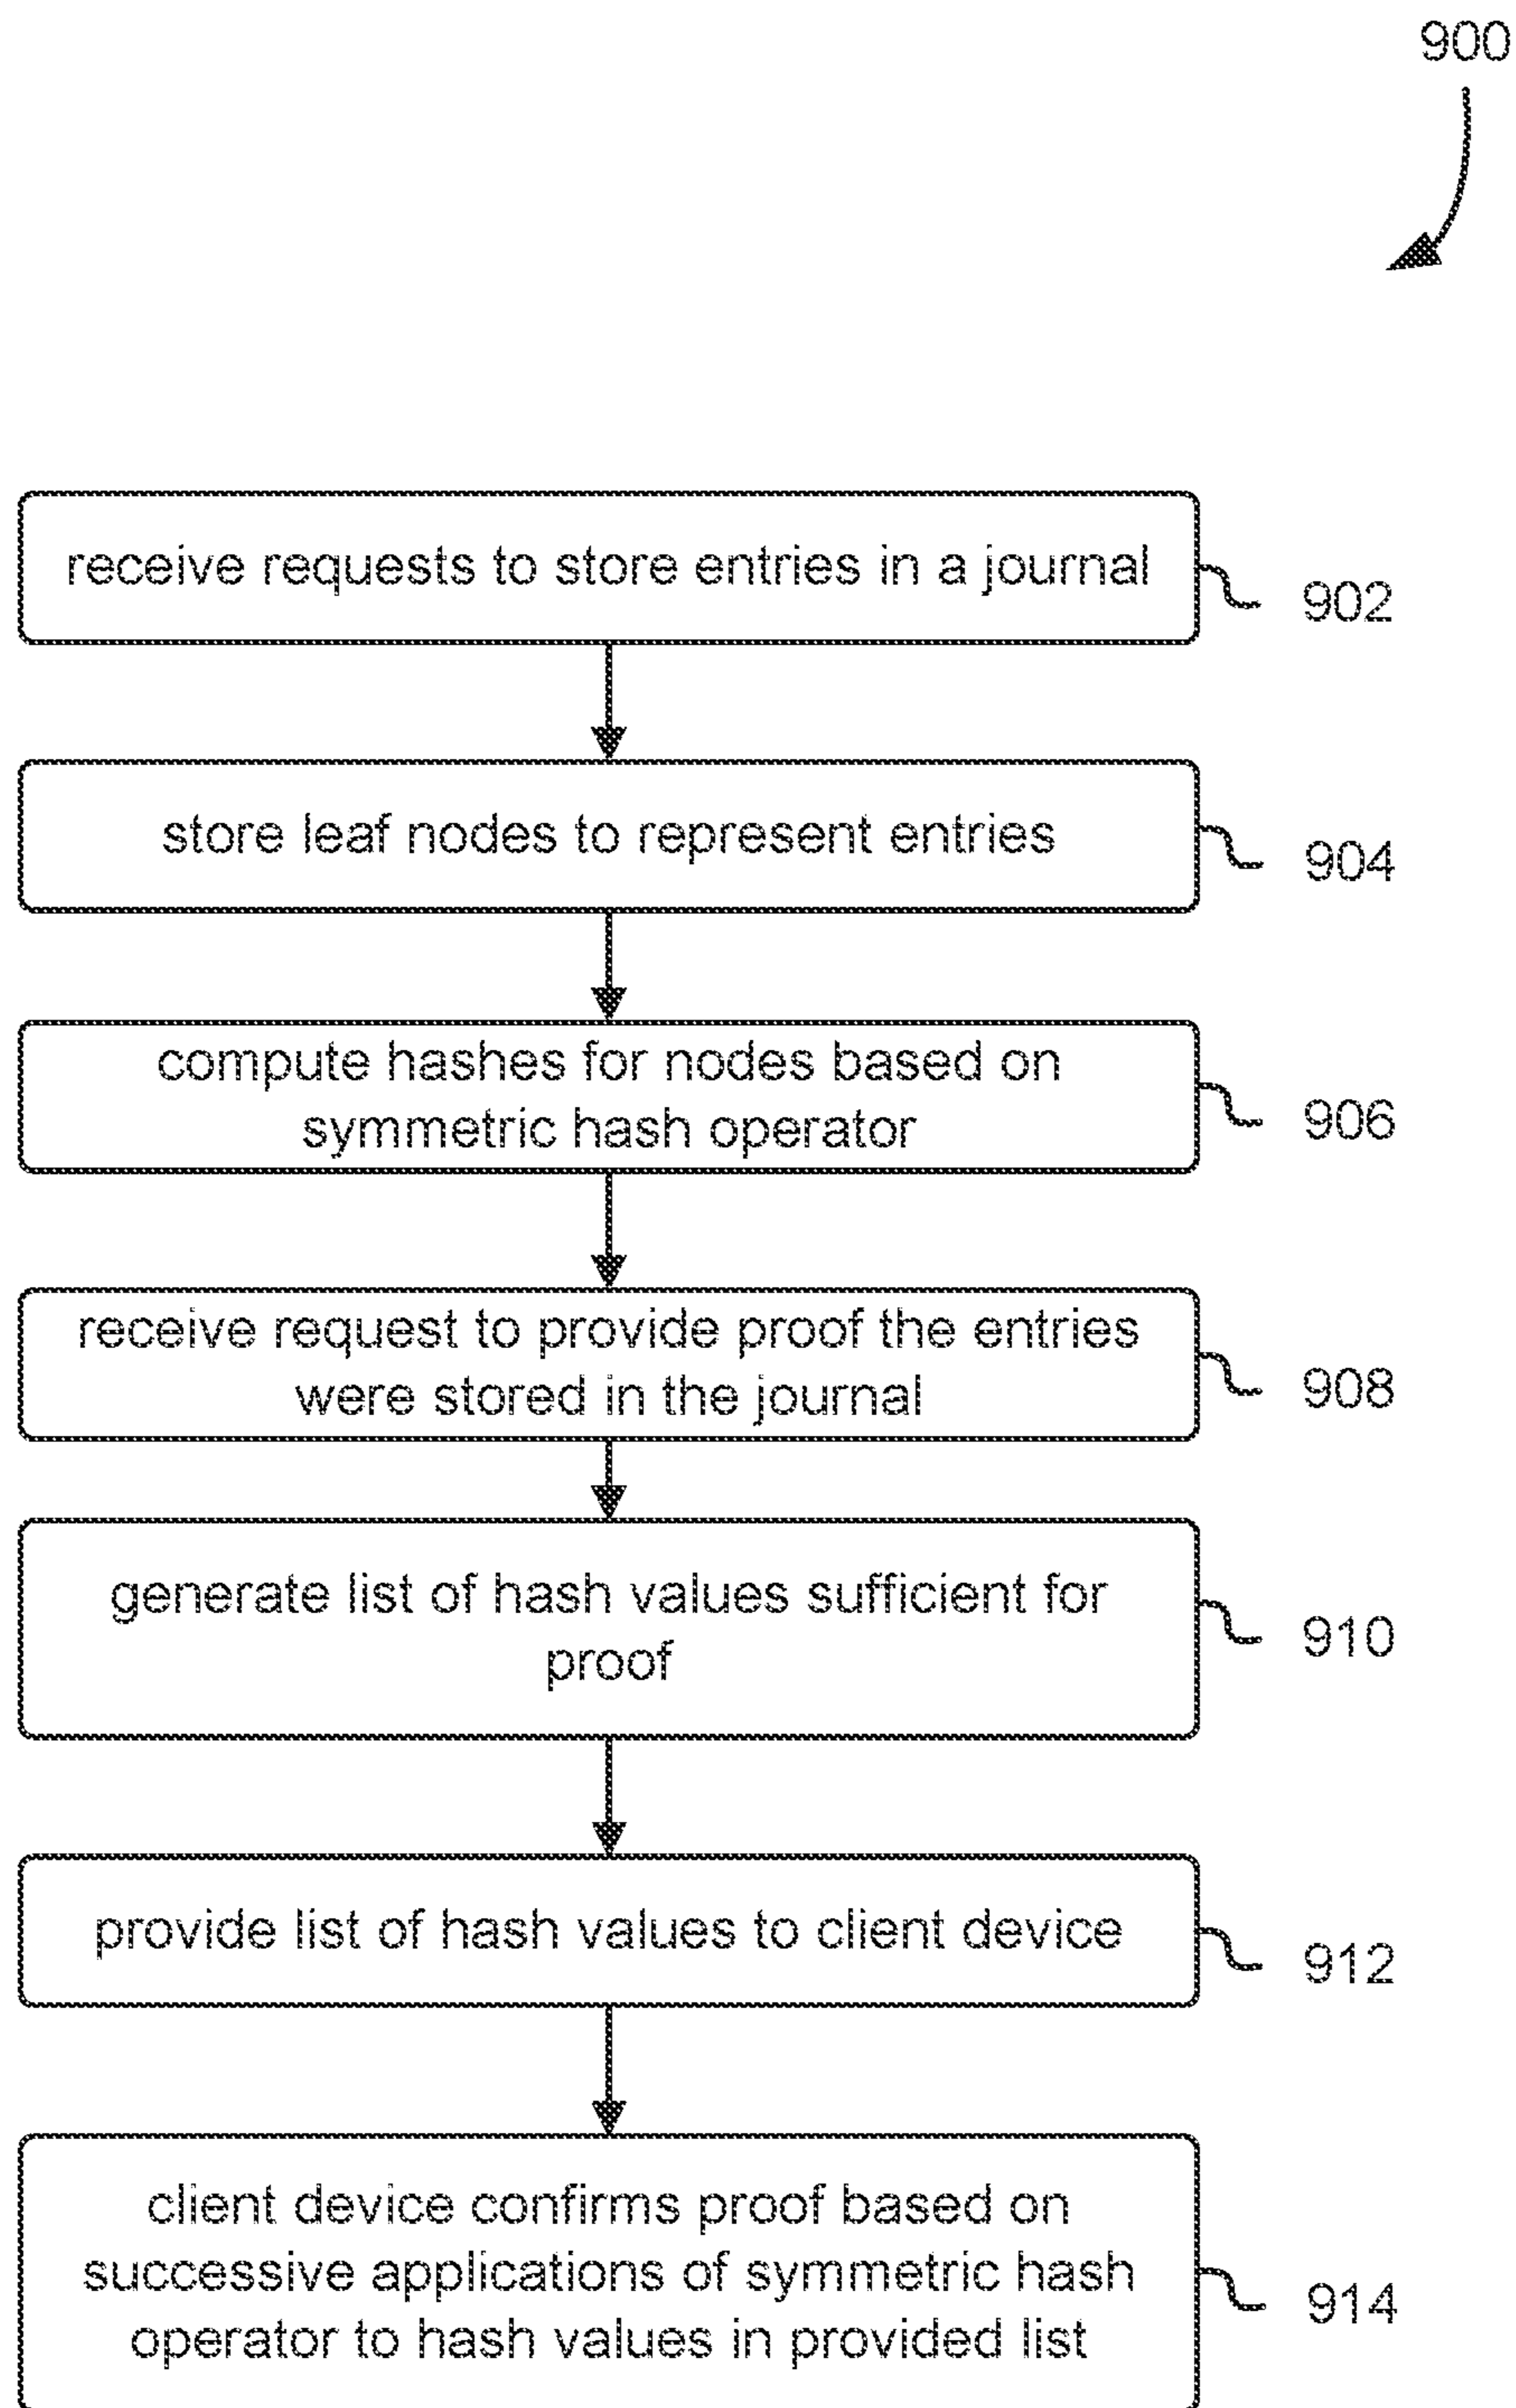 900
receive requests to store entries in a journal
902
store leaf nodes to represent entries
904
compute hashes for nodes based on
symmetric hash operator
906
receive request to provide proof the entries
were stored in the journal
908
generate list of hash values sufficient for
proof
910
provide list of hash values to client device
912
client device confirms proof based on
successive applications of symmetric hash
operator to hash values in provided list
914